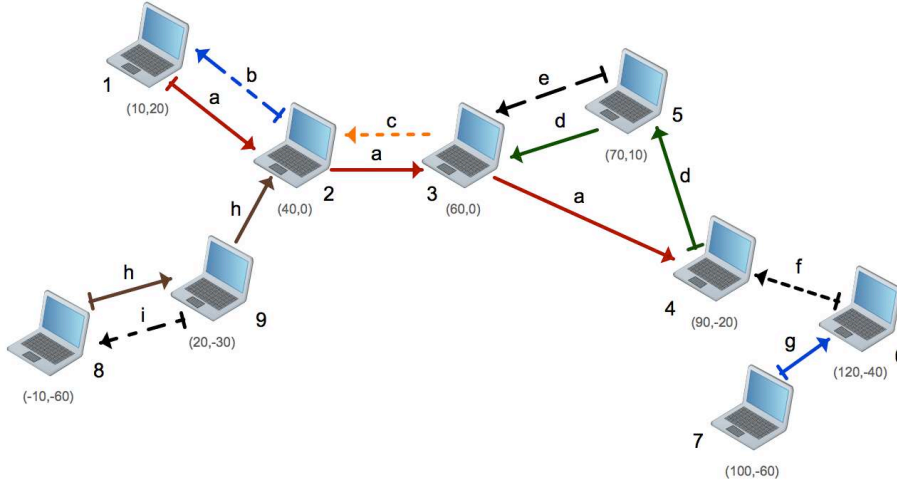 b
e
1
a
5
(10,20)
c
d
(70,10)
a
2
3
a
d
(40,0)
(60,0)
h
f
h
4
9
(90,-20)
i
(20,-30)
g
8
(120,-40)
(-10,-60)
7
(100,-60)